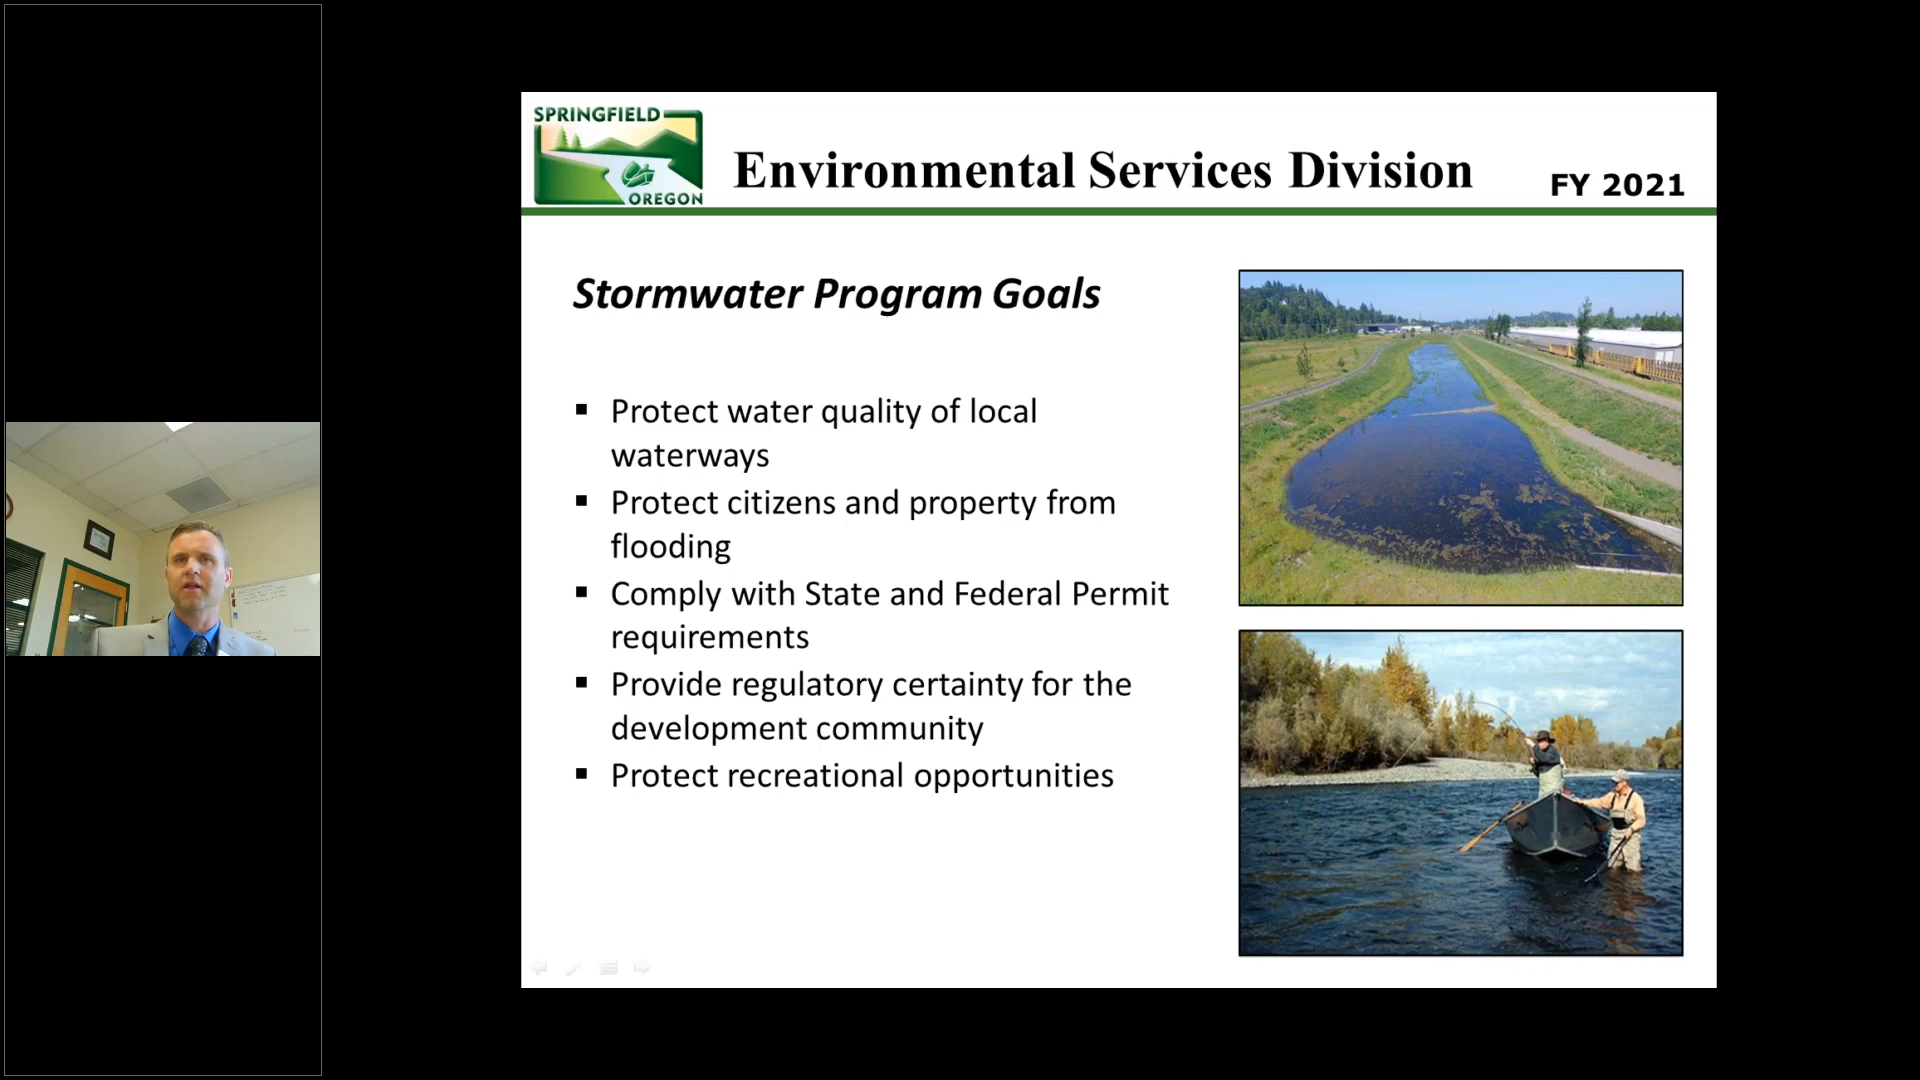 SPRINGFIELD
OREGON
Environmental Services Division
FY 2021
Stormwater Program Goals
▪ Protect water quality of local
waterways
▪ Protect citizens and property from
flooding
▪ Comply with State and Federal Permit
requirements
▪ Provide regulatory certainty for the
development community
▪ Protect recreational opportunities